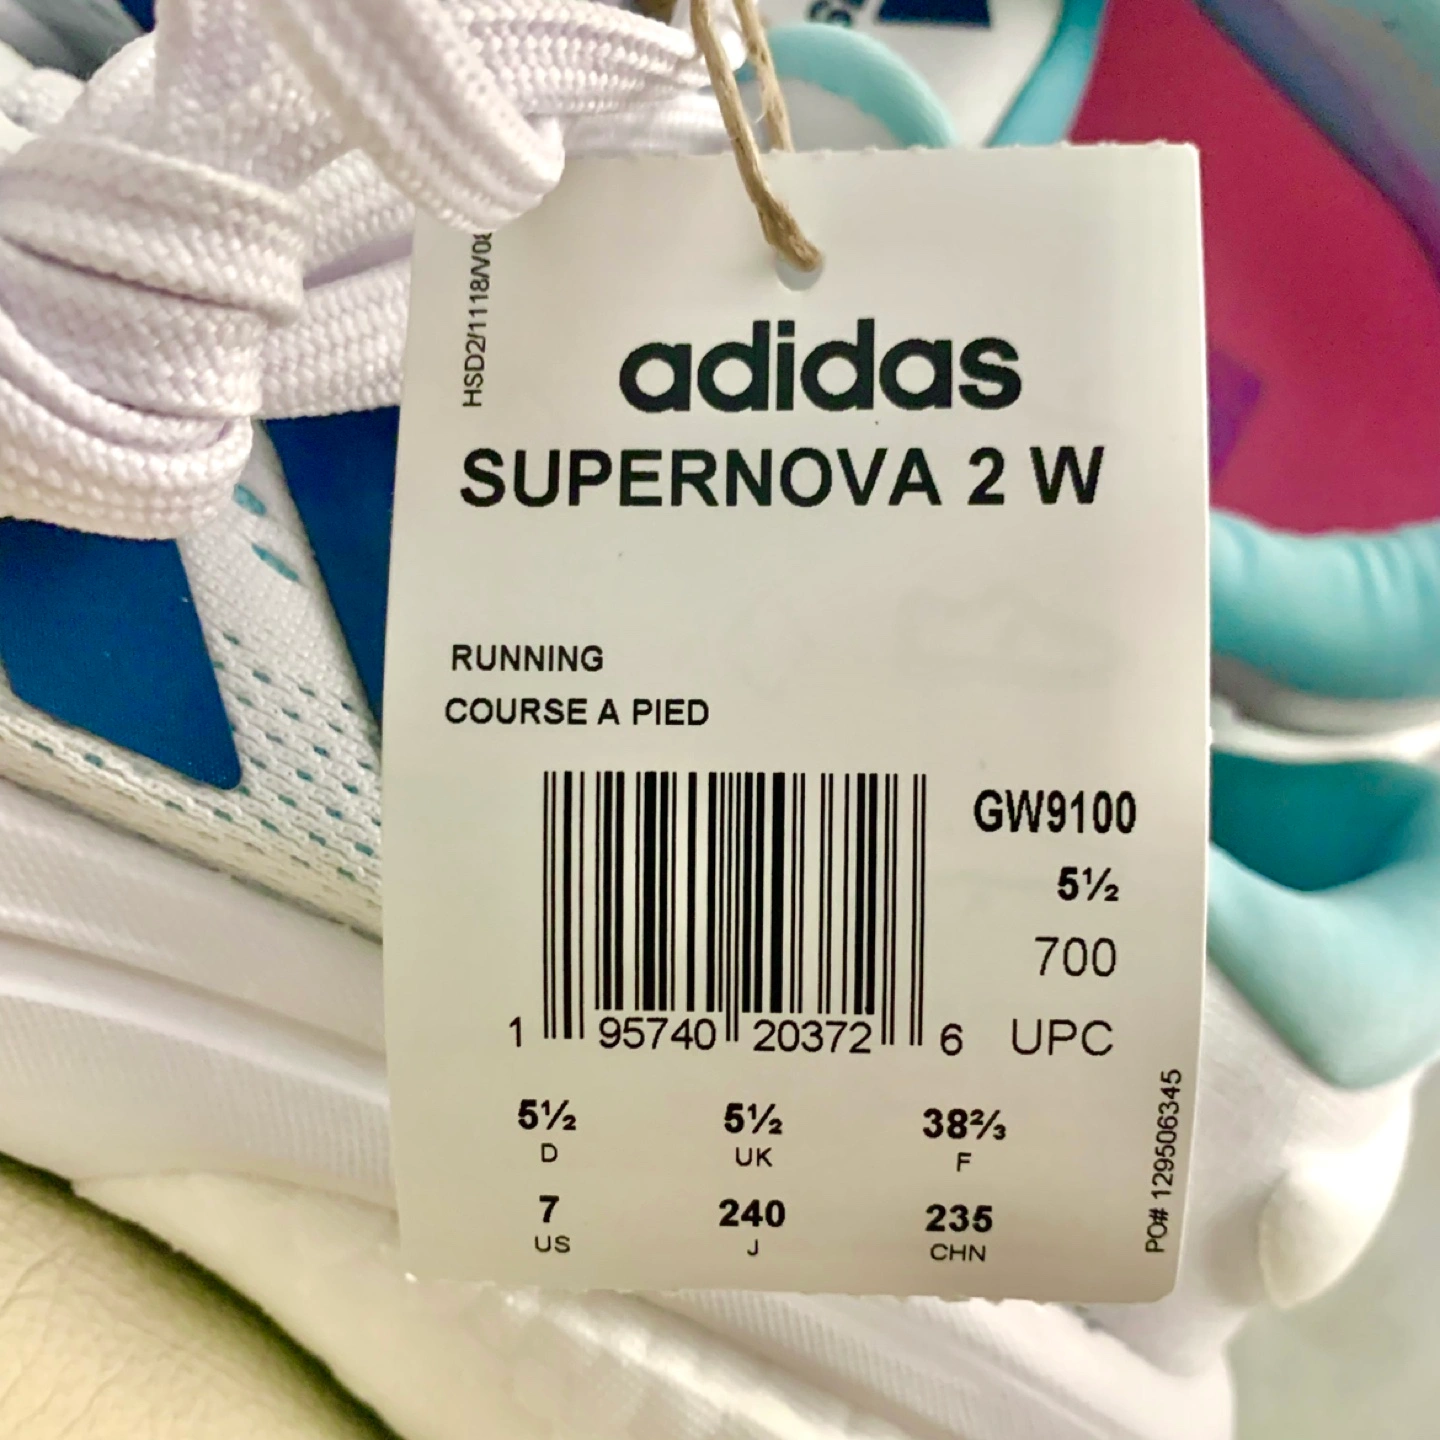 HSD2/1118/V08
adidas
SUPERNOVA 2 W
RUNNING
COURSE A PIED
GW9100
5½
700
1 95740 20372 6 UPC
5½ 5½ 38⅔
D UK F
7 240 235
US J CHN
PO# 129506345